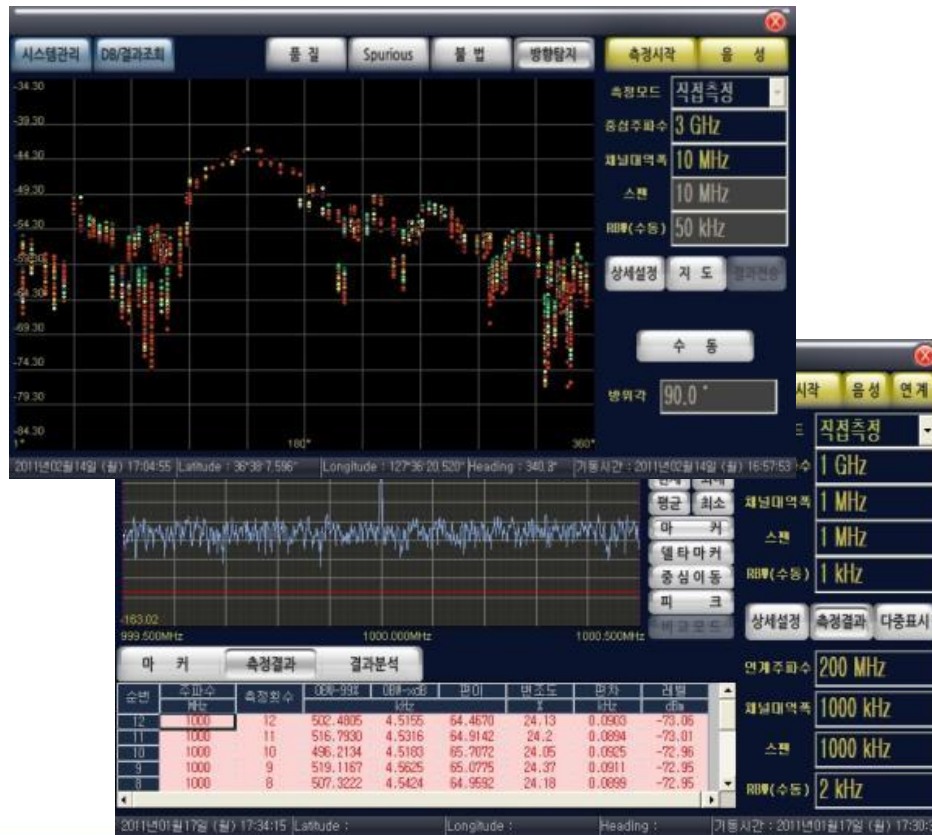 시스템관리 DB/결과조회 품 질 Spurious 불 법 방향탐지 측정시작 음 성
-34.30
-39.30
-44.30
-49.30
-54.30
-59.30
-64.30
-69.30
-74.30
-79.30
-84.30
1° 180° 360°
측정모드 직접측정
중심주파수 3 GHz
채널대역폭 10 MHz
스팬 10 MHz
RBW(수동) 50 kHz
상세설정 지 도 결과전송
수 동
방위각 90.0 °
2011년02월14일 (월) 17:04:55 Latitude : 36°38'7.596" Longitude : 127°36'20.520" Heading : 340.8° 가동시간 : 2011년02월14일 (월) 16:57:53
시작 음 성 연 계
직접측정
수 1 GHz
채널대역폭 1 MHz
스팬 1 MHz
RBW(수동) 1 kHz
상세설정 측정결과 다중표시
연계주파수 200 MHz
채널대역폭 1000 kHz
스팬 1000 kHz
RBW(수동) 2 kHz
평균 최소
마 커
델타마커
중심이동
피 크
비교모드
-163.02
999.500MHz 1000.000MHz 1000.500MHz
마 커 측정결과 결과분석
순번 주파수 측정횟수 OBW-99% OBW-xdB 편이 변조도 편차 레벨
MHz kHz % kHz dBm
12 1000 12 502.4805 4.5155 64.4670 24.13 0.0903 -73.06
11 1000 11 516.7930 4.5316 64.9142 24.2 0.0894 -73.01
10 1000 10 496.2134 4.5183 65.7072 24.05 0.0925 -72.96
9 1000 9 519.1167 4.5625 65.0775 24.37 0.0911 -72.95
8 1000 8 507.3222 4.5424 64.9592 24.18 0.0899 -72.95
2011년01월17일 (월) 17:34:15 Latitude : Longitude : Heading : 가동시간 : 2011년01월17일 (월) 17:30:3